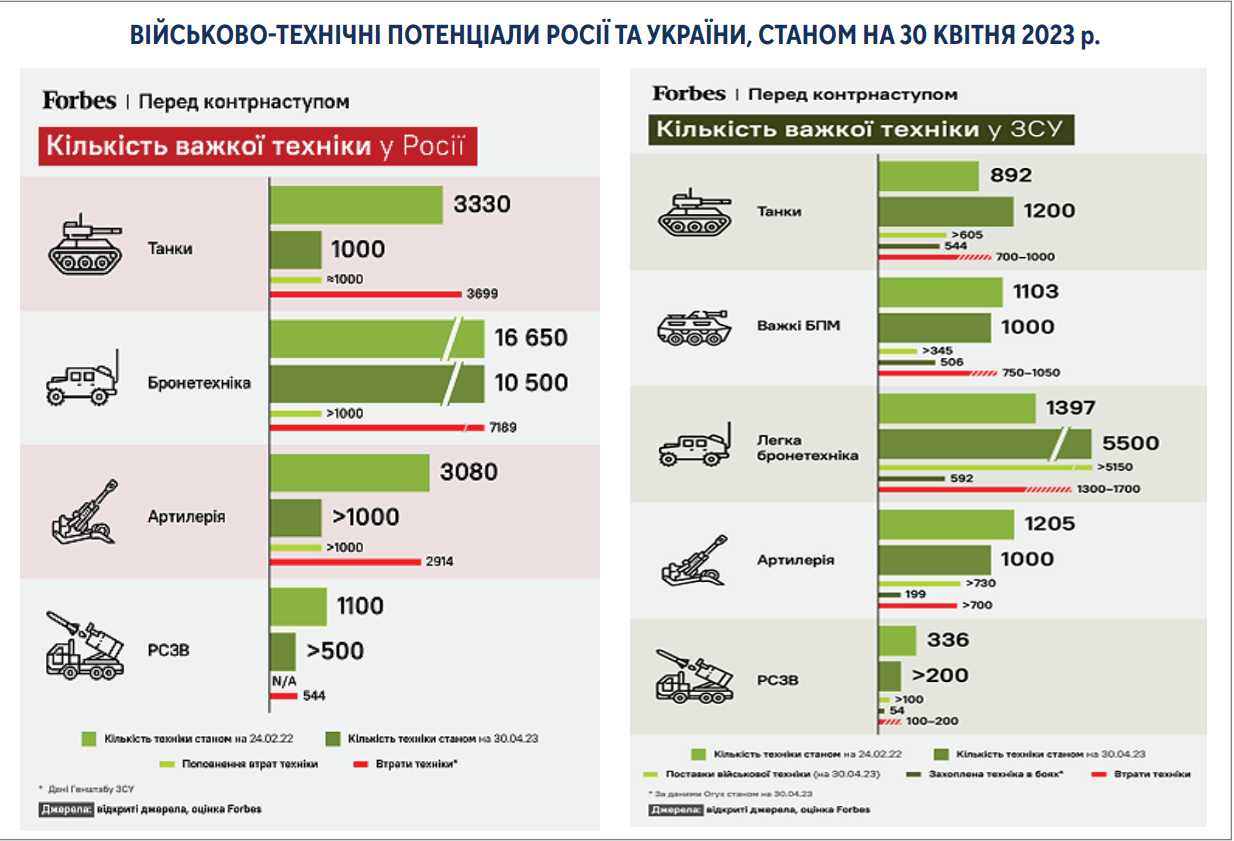 ВІЙСЬКОВО-ТЕХНІЧНІ ПОТЕНЦІАЛИ РОСІЇ ТА УКРАЇНИ, СТАНОМ НА 30 КВІТНЯ 2023 р.
Forbes | Перед контрнаступом
Кількість важкої техніки у Росії
Танки
3330
1000
≈1000
3699
Бронетехніка
16 650
10 500
>1000
7189
Артилерія
3080
>1000
>1000
2914
РСЗВ
1100
>500
N/A
544
Кількість техніки станом на 24.02.22
Кількість техніки станом на 30.04.23
Поповнення втрат техніки
Втрати техніки*
* Дані Генштабу ЗСУ
Джерела: відкриті джерела, оцінка Forbes
Forbes | Перед контрнаступом
Кількість важкої техніки у ЗСУ
Танки
892
1200
>605
544
700–1000
Важкі БПМ
1103
1000
>345
506
750–1050
Легка
бронетехніка
1397
5500
>5150
592
1300–1700
Артилерія
1205
1000
>730
199
>700
РСЗВ
336
>200
>100
54
100–200
Кількість техніки станом на 24.02.22
Кількість техніки станом на 30.04.23
Поставки військової техніки (на 30.04.23)
Захоплена техніка в боях*
Втрати техніки
* За даними Oryx станом на 30.04.23
Джерела: відкриті джерела, оцінка Forbes